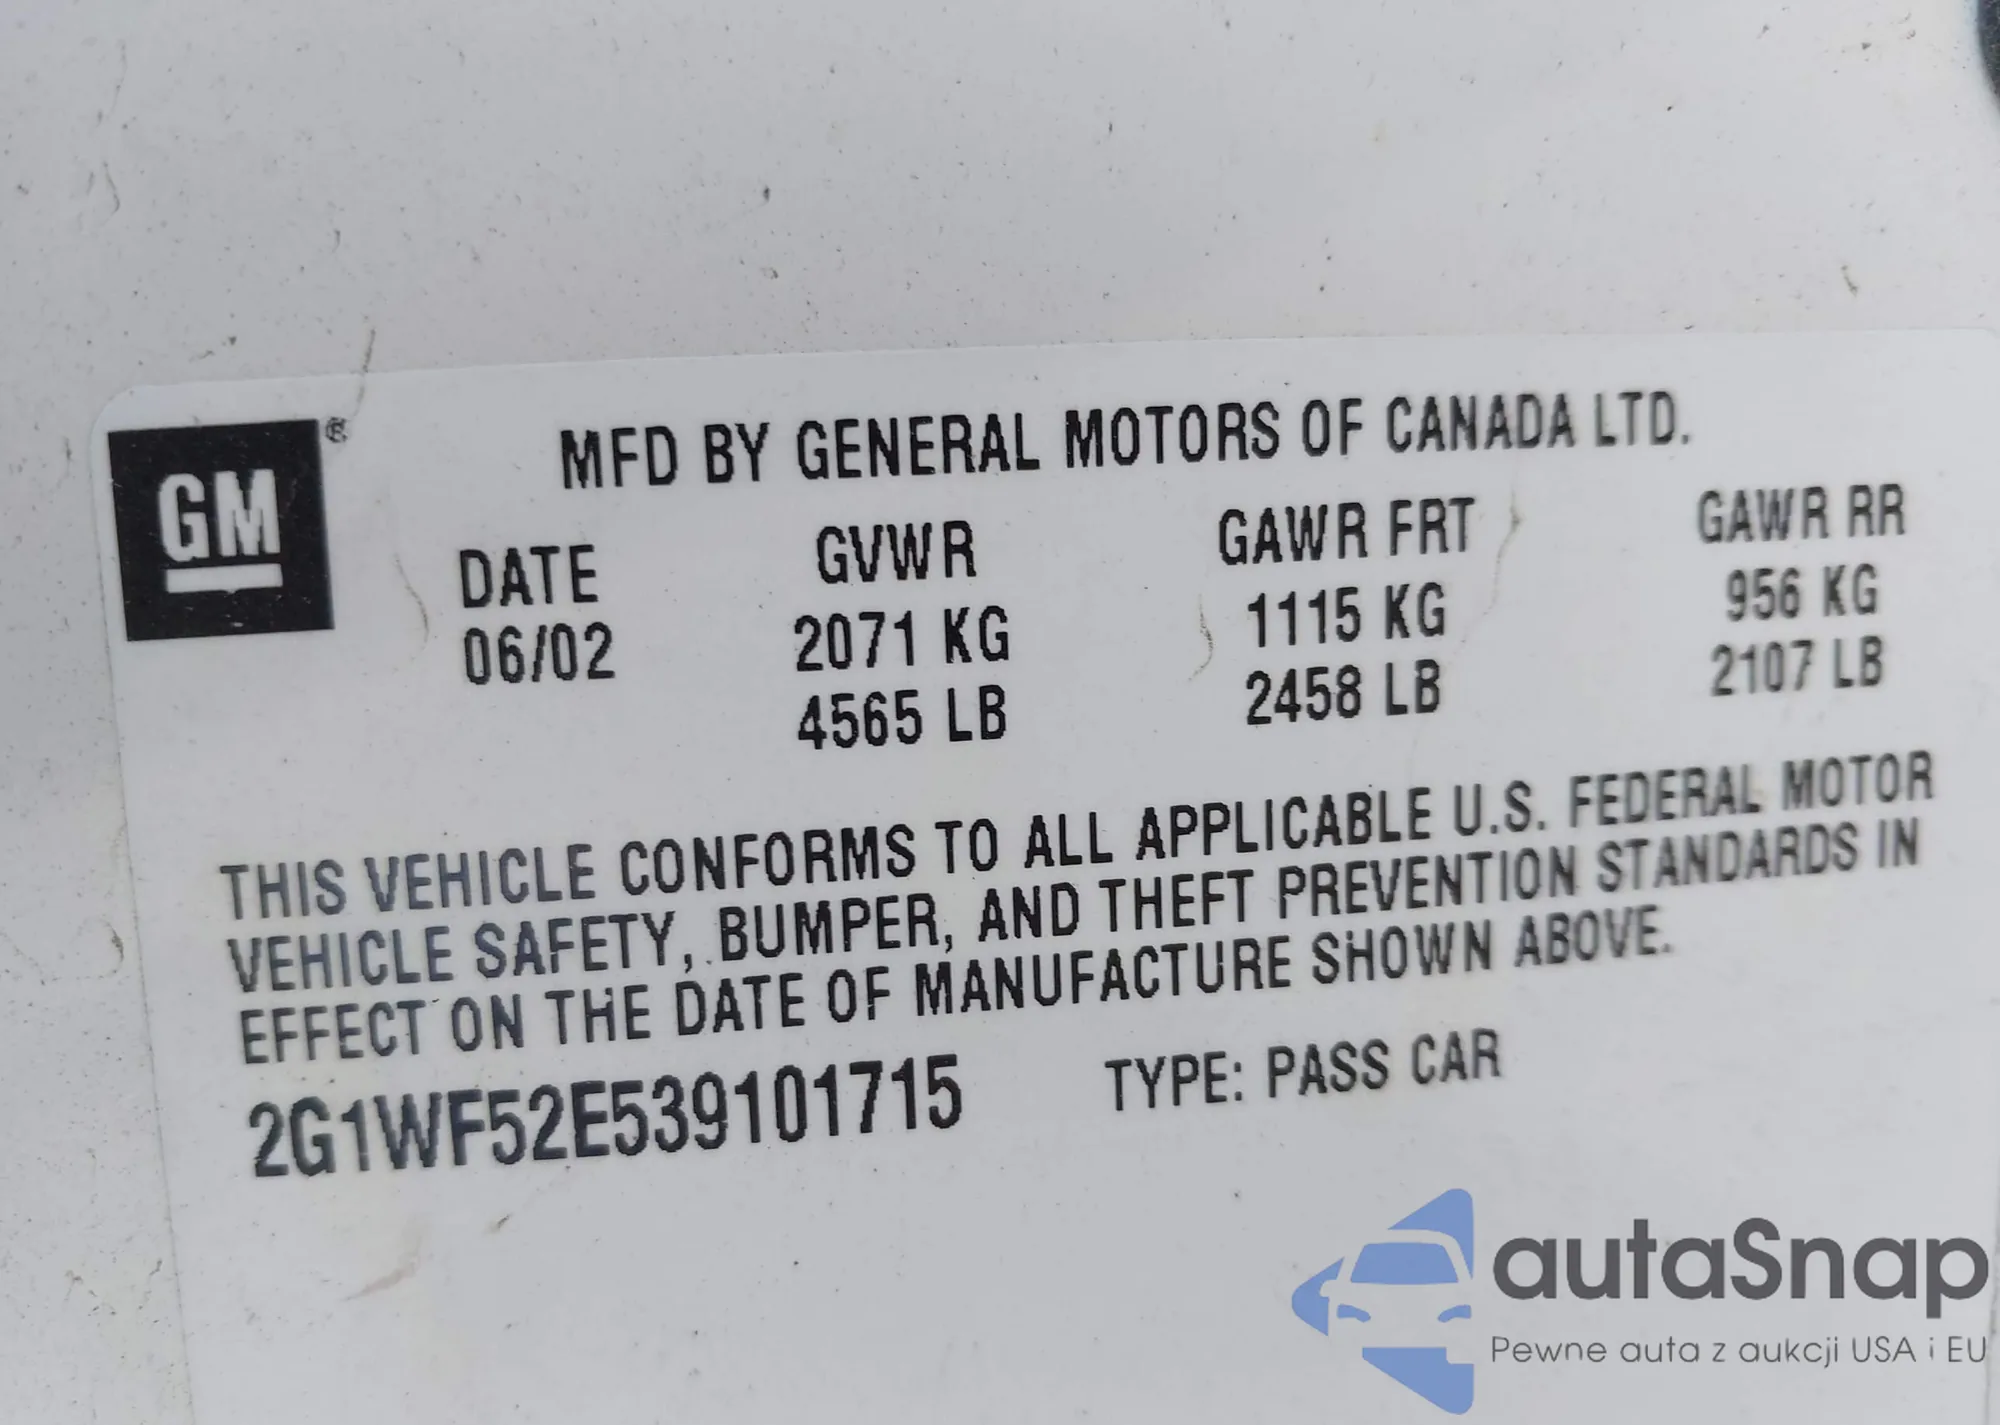 GM ®
MFD BY GENERAL MOTORS OF CANADA LTD.
DATE GVWR GAWR FRT GAWR RR
06/02 2071 KG 1115 KG 956 KG
4565 LB 2458 LB 2107 LB
THIS VEHICLE CONFORMS TO ALL APPLICABLE U.S. FEDERAL MOTOR
VEHICLE SAFETY, BUMPER, AND THEFT PREVENTION STANDARDS IN
EFFECT ON THE DATE OF MANUFACTURE SHOWN ABOVE.
2G1WF52E539101715 TYPE: PASS CAR
autaSnap
Pewne auta z aukcji USA i EU